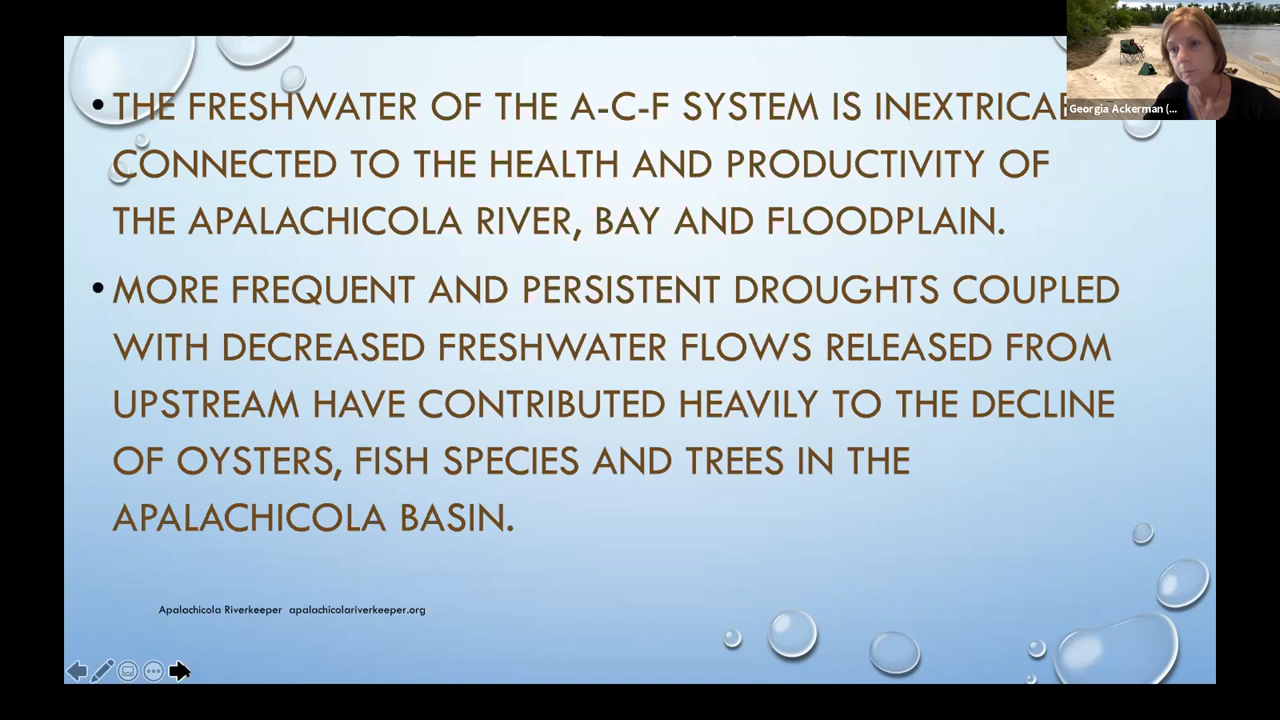 • THE FRESHWATER OF THE A-C-F SYSTEM IS
CONNECTED TO THE HEALTH AND PRODUCTIVITY OF
THE APALACHICOLA RIVER, BAY AND FLOODPLAIN.
• MORE FREQUENT AND PERSISTENT DROUGHTS COUPLED
WITH DECREASED FRESHWATER FLOWS RELEASED FROM
UPSTREAM HAVE CONTRIBUTED HEAVILY TO THE DECLINE
OF OYSTERS, FISH SPECIES AND TREES IN THE
APALACHICOLA BASIN.
Apalachicola Riverkeeper apalachicolariverkeeper.org
Georgia Ackerman (...